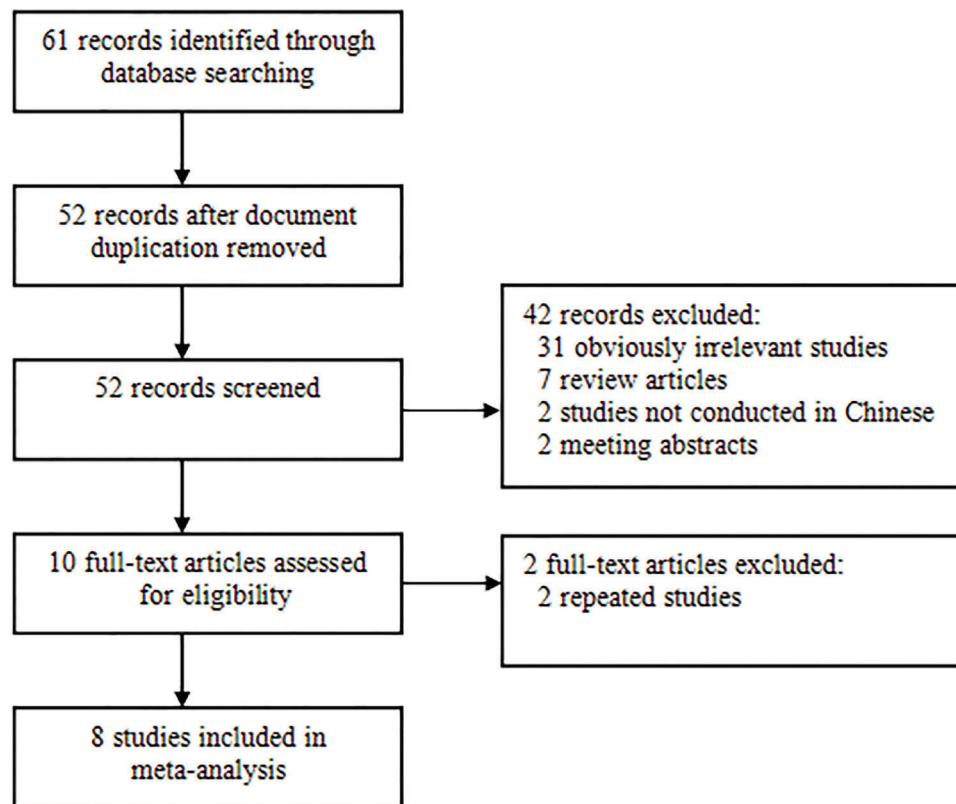 61 records identified through
database searching
52 records after document
duplication removed
52 records screened
42 records excluded:
31 obviously irrelevant studies
7 review articles
2 studies not conducted in Chinese
2 meeting abstracts
10 full-text articles assessed
for eligibility
2 full-text articles excluded:
2 repeated studies
8 studies included in
meta-analysis